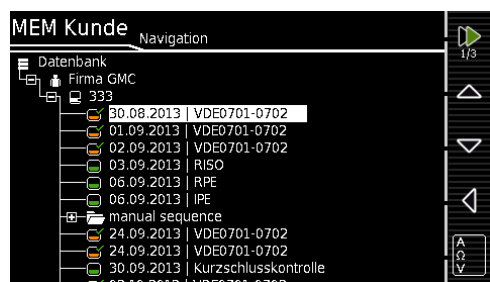 MEM Kunde Navigation
1/3
Datenbank
Firma GMC
333
30.08.2013 | VDE0701-0702
01.09.2013 | VDE0701-0702
02.09.2013 | VDE0701-0702
03.09.2013 | RISO
06.09.2013 | RPE
06.09.2013 | IPE
manual sequence
24.09.2013 | VDE0701-0702
24.09.2013 | VDE0701-0702
30.09.2013 | Kurzschlusskontrolle
A
Ω
V